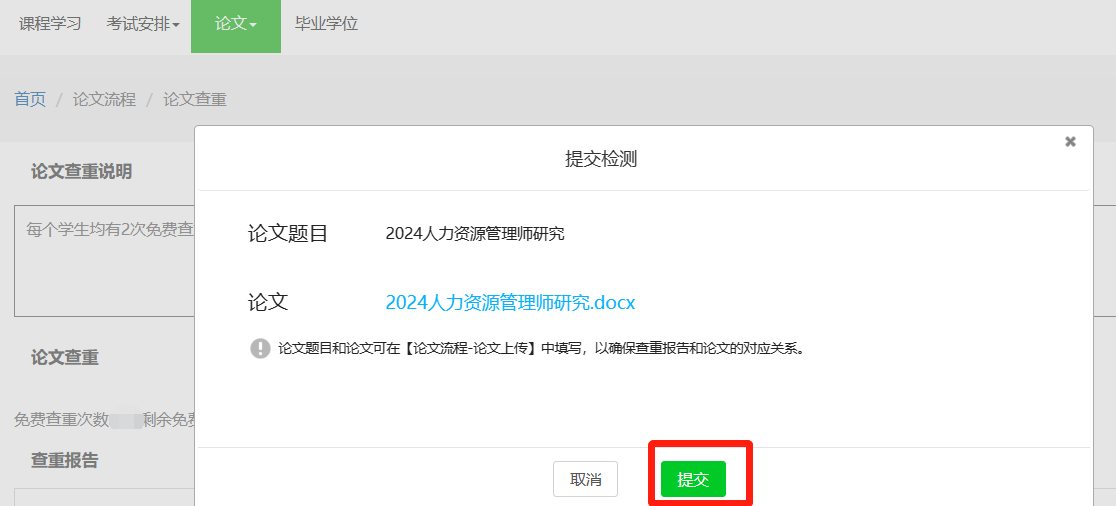 课程学习 考试安排 论文 毕业学位
首页 / 论文流程 / 论文查重
论文查重说明
提交检测
每个学生均有2次免费查
论文题目 2024人力资源管理师研究
论文 2024人力资源管理师研究.docx
论文题目和论文可在【论文流程-论文上传】中填写，以确保查重报告和论文的对应关系。
论文查重
免费查重次数 剩余免费
查重报告
取消 提交